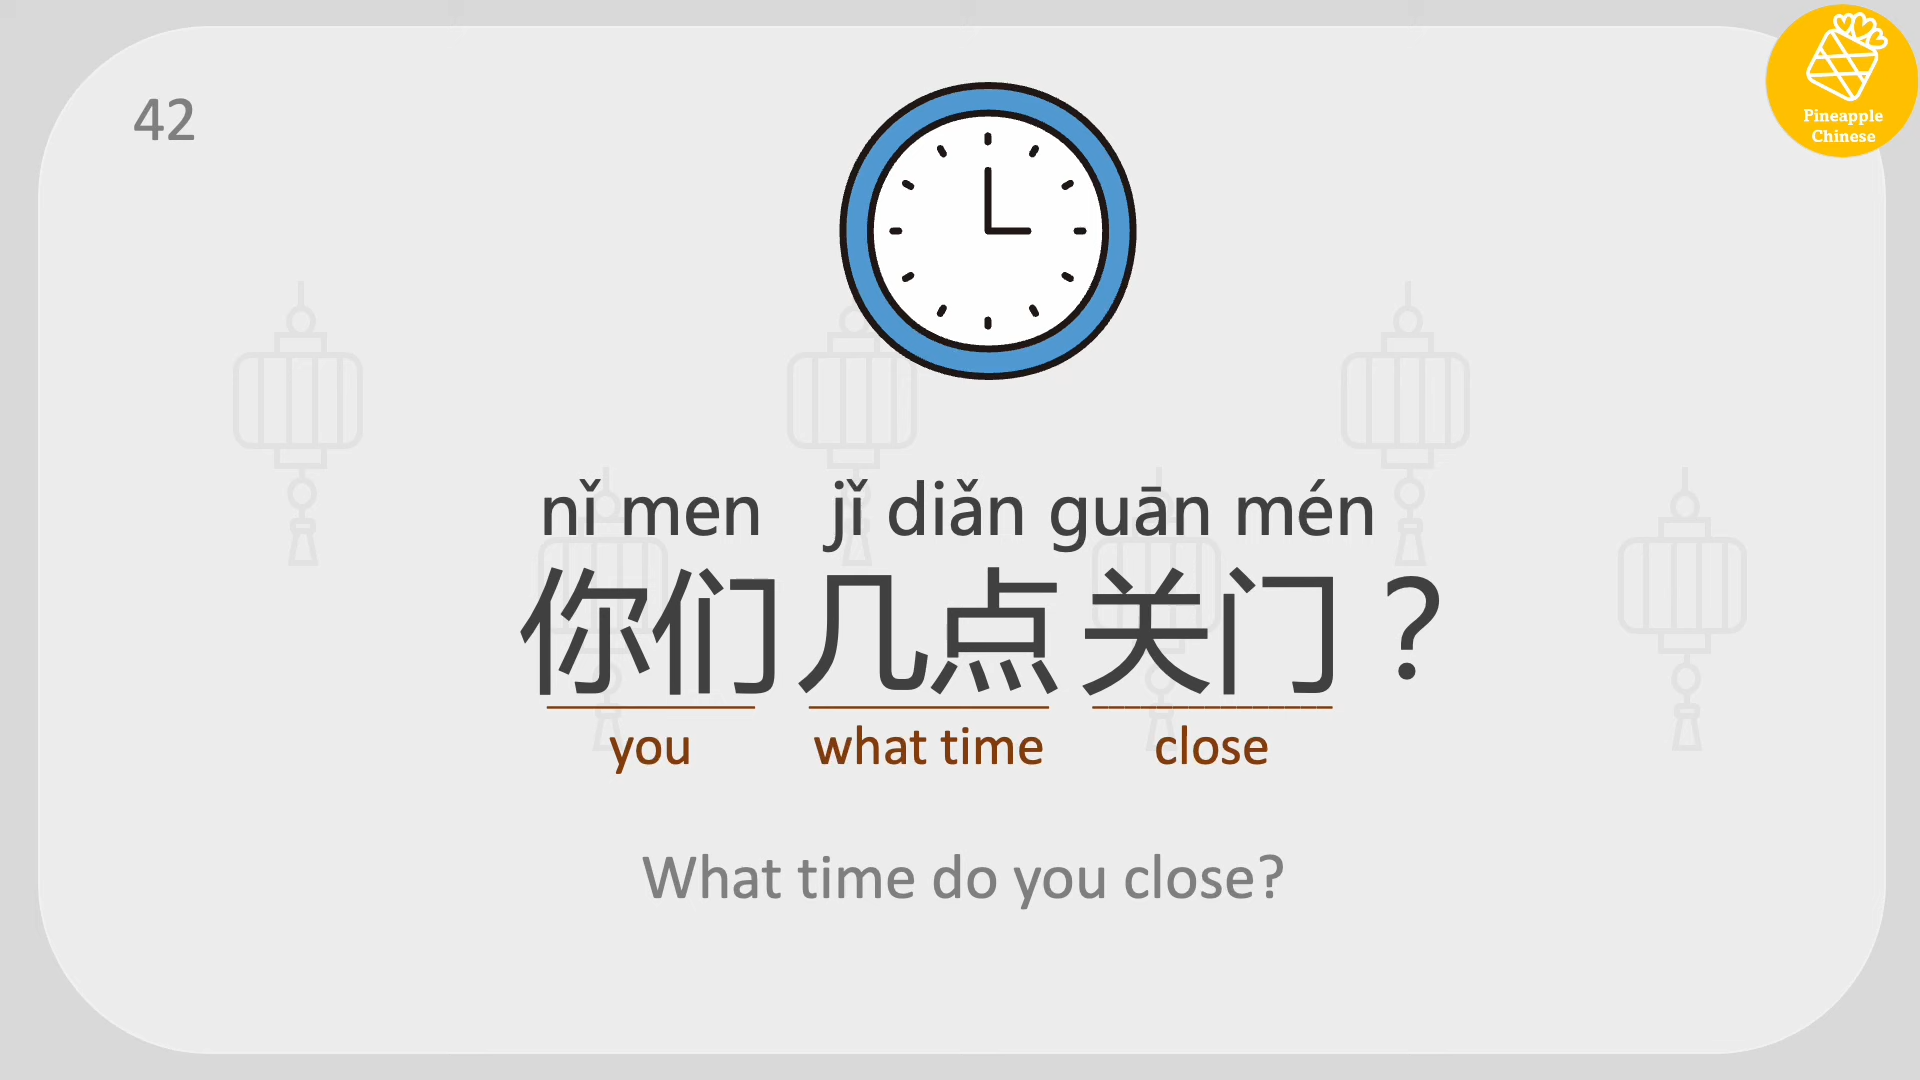 42
Pineapple
Chinese
nǐ men jǐ diǎn guān mén
你们几点关门？
you what time close
What time do you close?